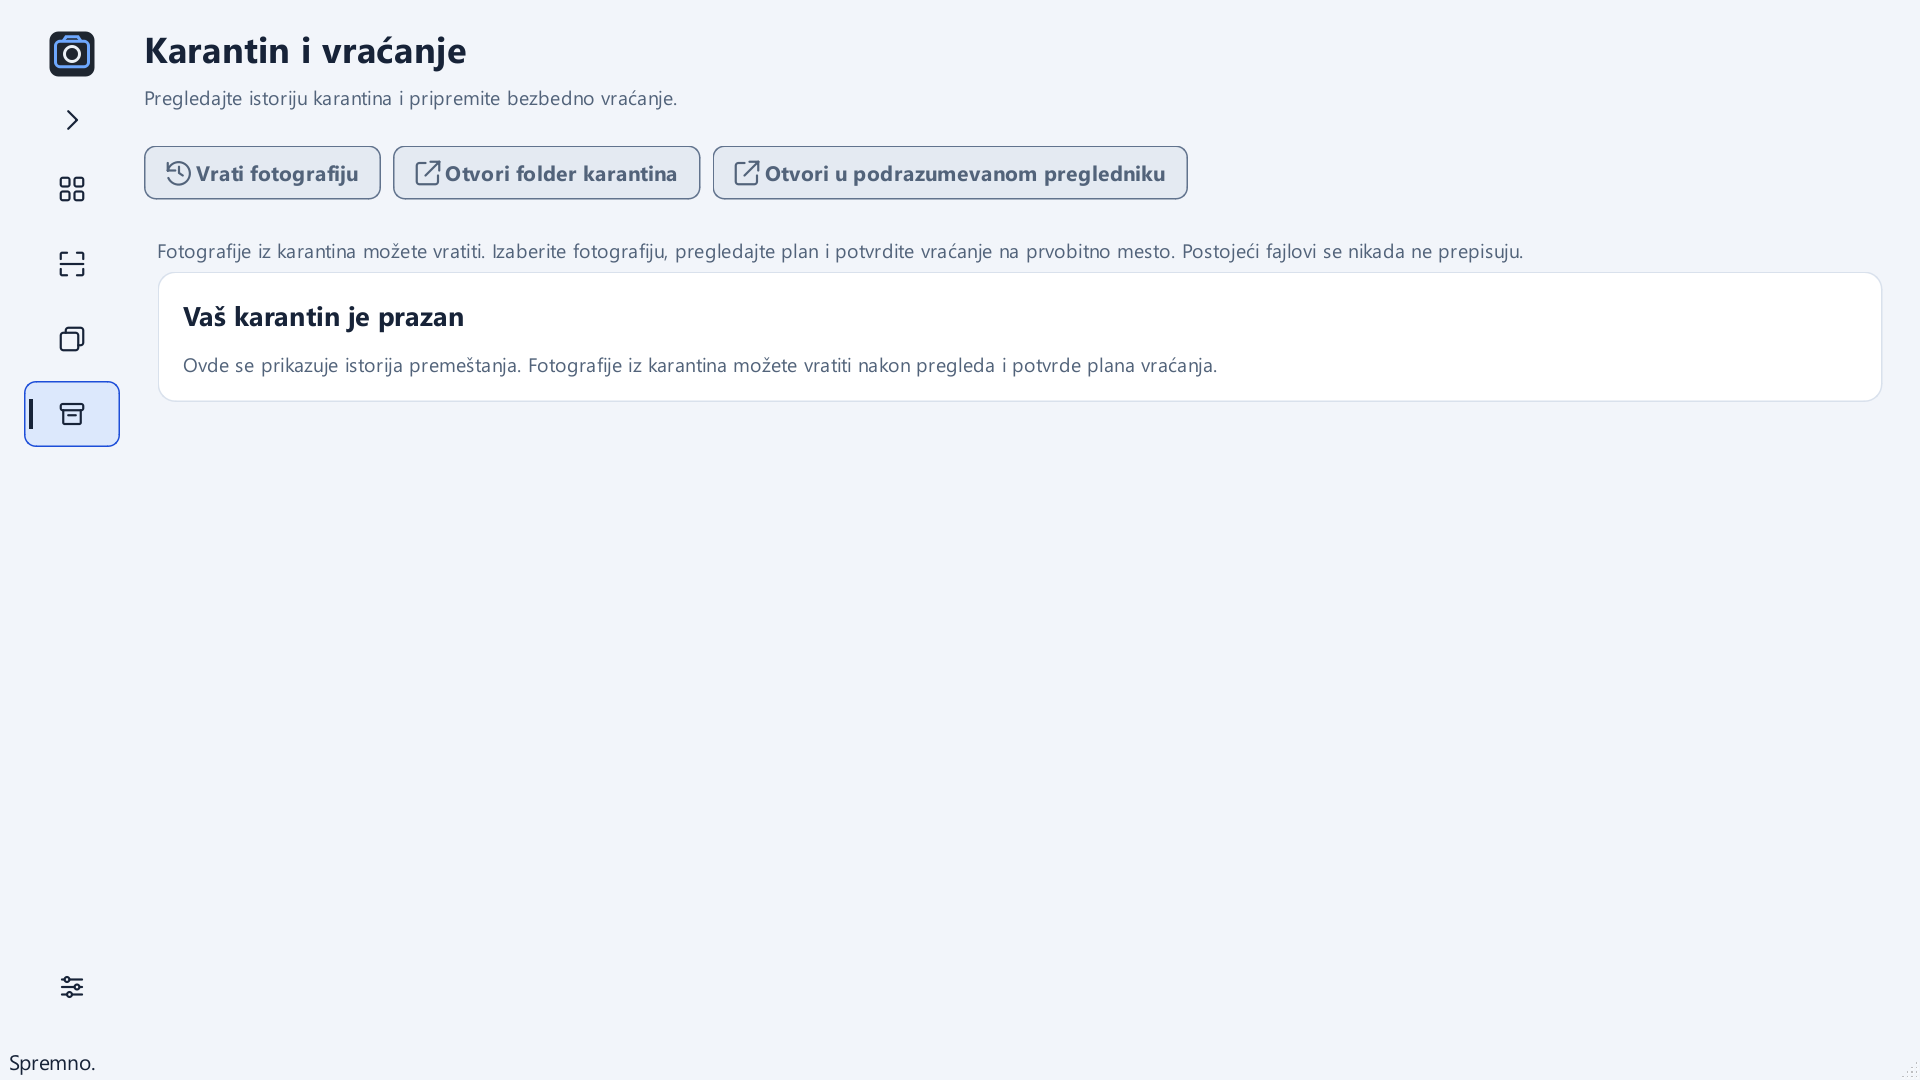 Karantin i vraćanje
Pregledajte istoriju karantina i pripremite bezbedno vraćanje.
Vrati fotografiju
Otvori folder karantina
Otvori u podrazumevanom pregledniku
Fotografije iz karantina možete vratiti. Izaberite fotografiju, pregledajte plan i potvrdite vraćanje na prvobitno mesto. Postojeći fajlovi se nikada ne prepisuju.
Vaš karantin je prazan
Ovde se prikazuje istorija premeštanja. Fotografije iz karantina možete vratiti nakon pregleda i potvrde plana vraćanja.
Spremno.